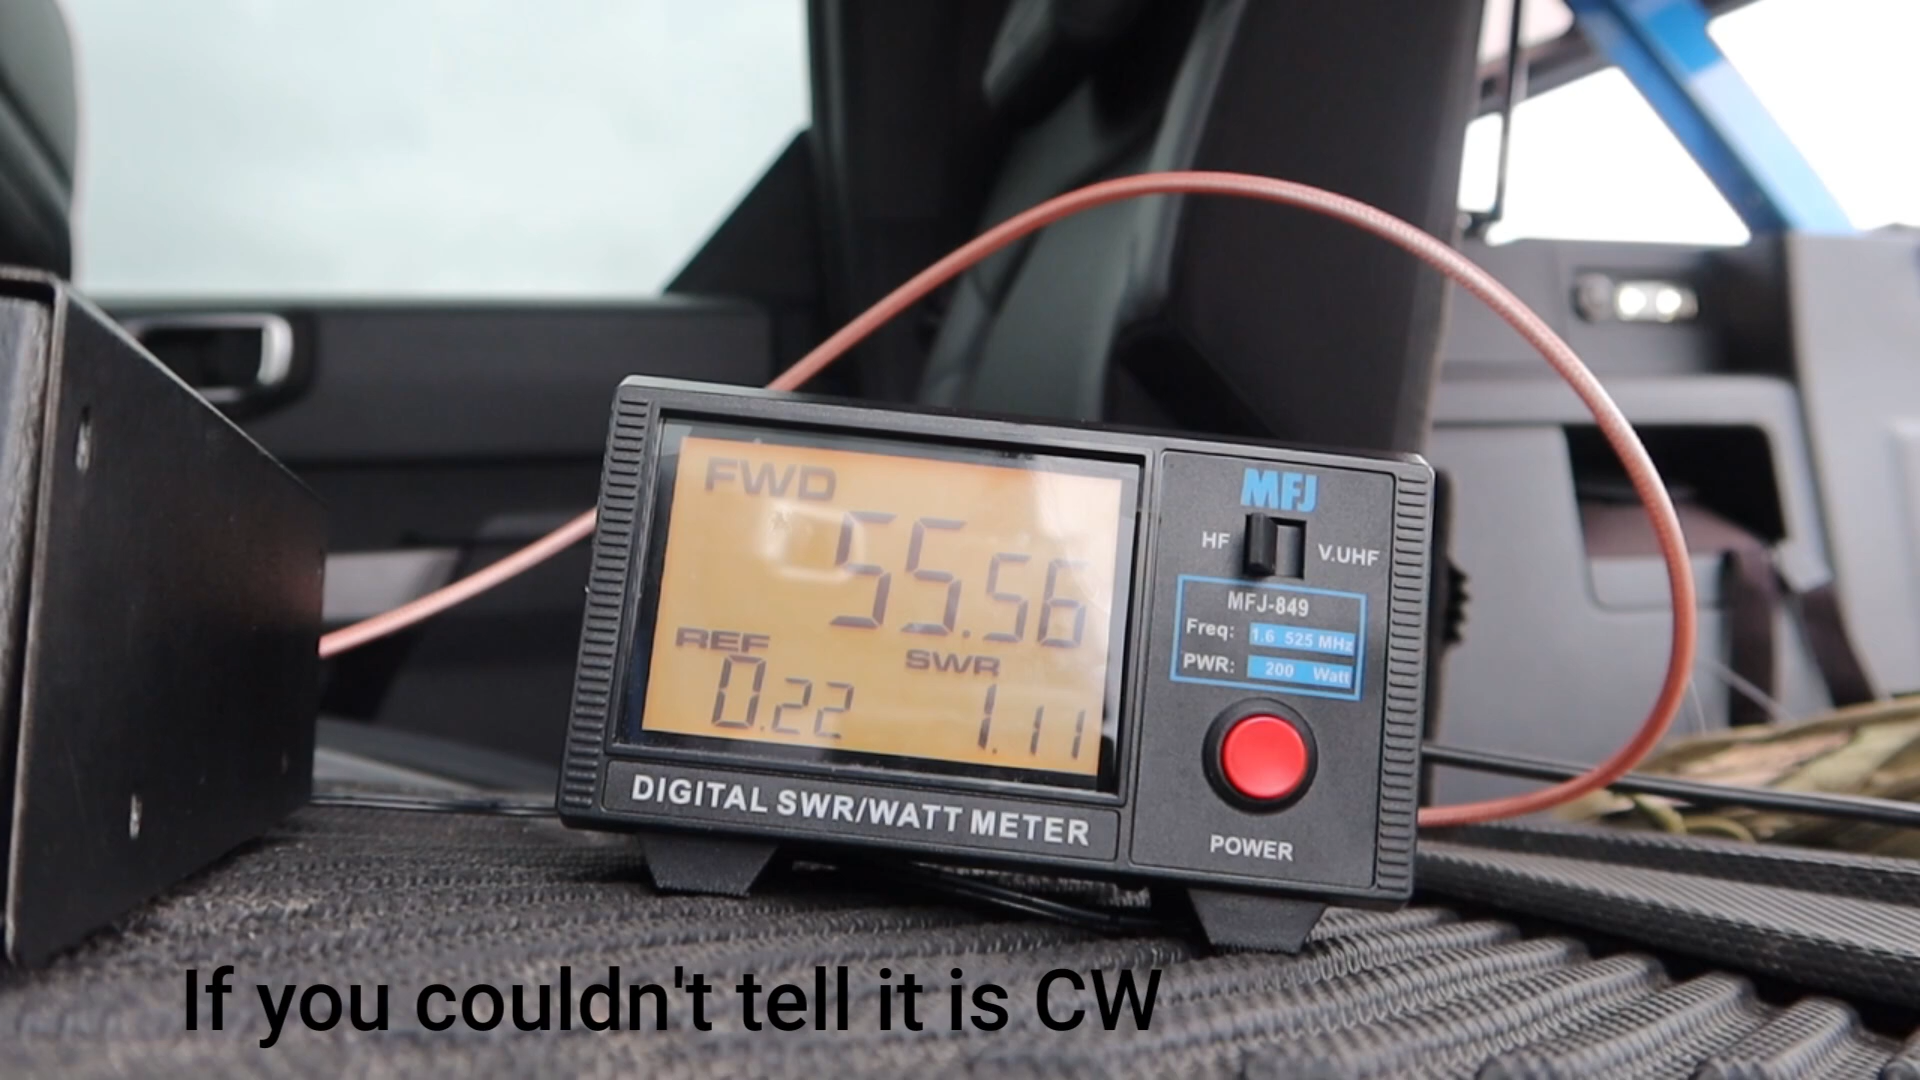 FWD
55.56
REF
SWR
0.22
1.11
DIGITAL SWR/WATT METER
MFJ
HF
V.UHF
MFJ-849
Freq: 1.6 525 MHz
PWR: 200 Watt
POWER
If you couldn't tell it is CW